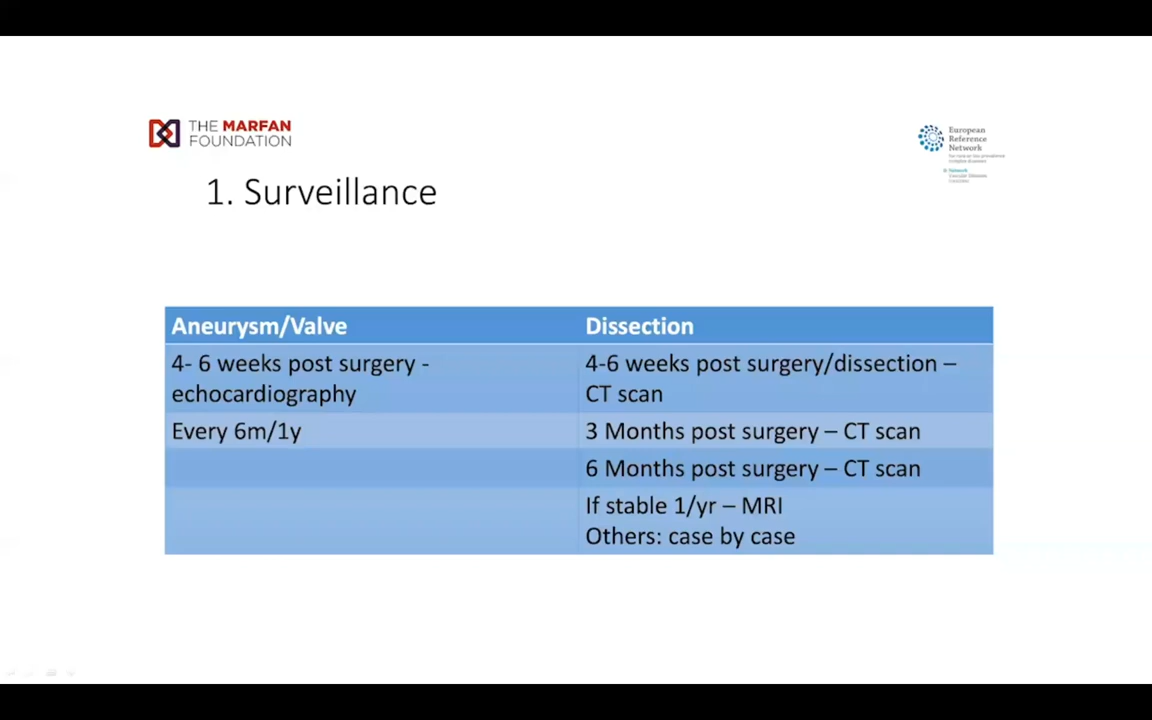 THE MARFAN
FOUNDATION
European
Reference
Network
1. Surveillance
Aneurysm/Valve
Dissection
4- 6 weeks post surgery -
echocardiography
4-6 weeks post surgery/dissection –
CT scan
Every 6m/1y
3 Months post surgery – CT scan
6 Months post surgery – CT scan
If stable 1/yr – MRI
Others: case by case